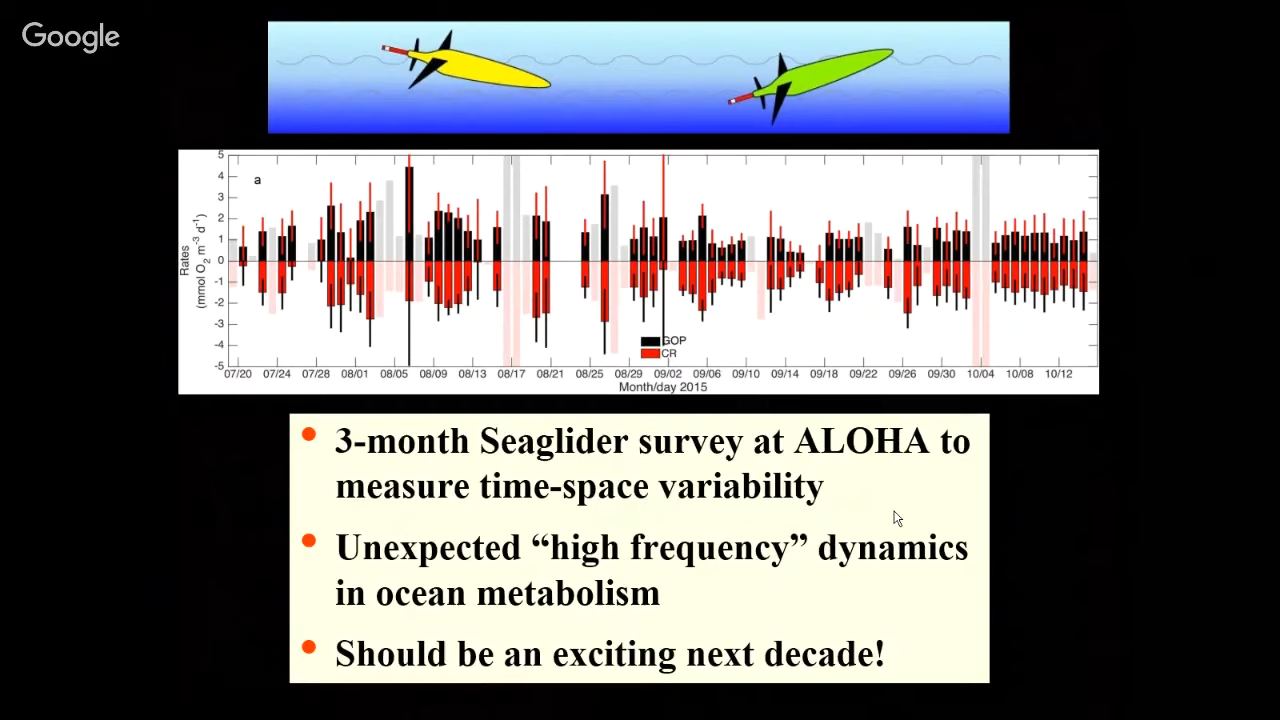 Google
a
5
4
3
2
1
0
-1
-2
-3
-4
-5
Rates
(mmol O2 m-3 d-1)
GOP
CR
07/20 07/24 07/28 08/01 08/05 08/09 08/13 08/17 08/21 08/25 08/29 09/02 09/06 09/10 09/14 09/18 09/22 09/26 09/30 10/04 10/08 10/12
Month/day 2015
• 3-month Seaglider survey at ALOHA to
measure time-space variability
• Unexpected “high frequency” dynamics
in ocean metabolism
• Should be an exciting next decade!